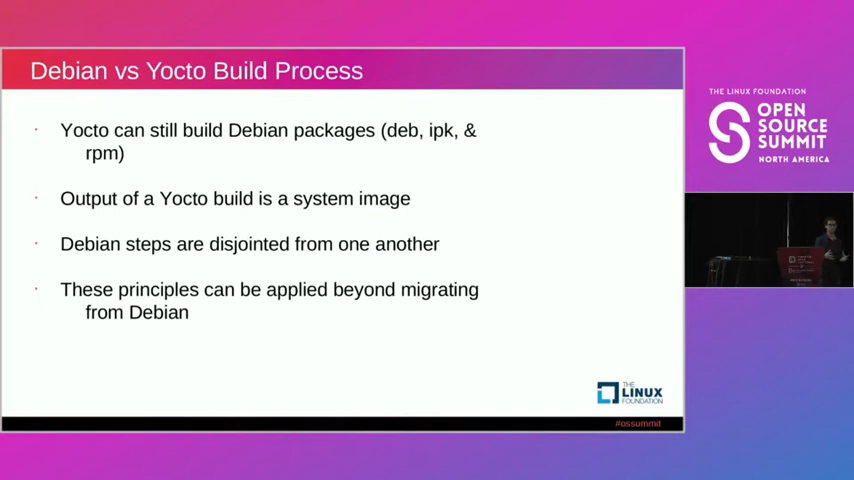 Debian vs Yocto Build Process
· Yocto can still build Debian packages (deb, ipk, &
rpm)
· Output of a Yocto build is a system image
· Debian steps are disjointed from one another
· These principles can be applied beyond migrating
from Debian
THE
LINUX
FOUNDATION
#ossummit
THE LINUX FOUNDATION
OPEN
SOURCE
SUMMIT
NORTH AMERICA